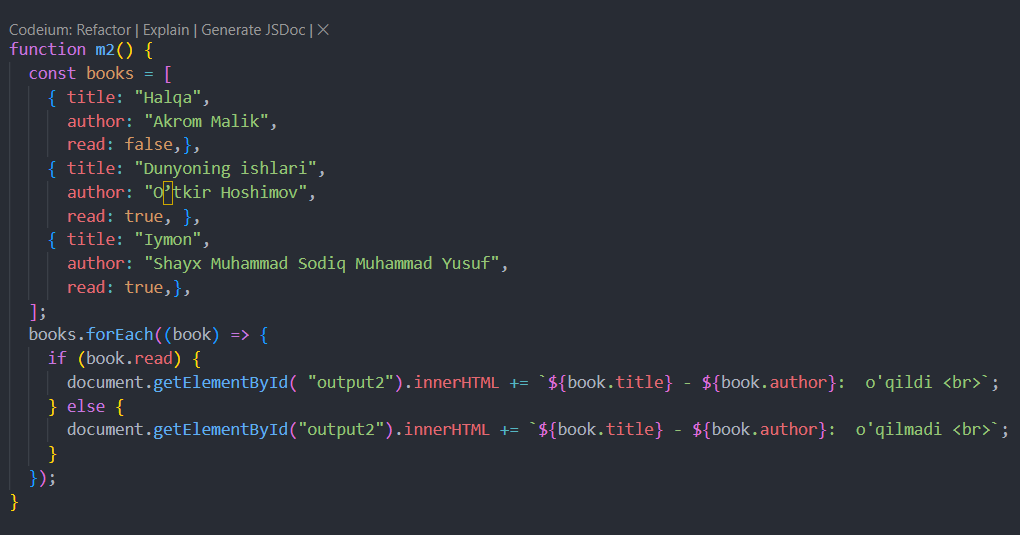 Codeium: Refactor | Explain | Generate JSDoc | ×
function m2() {
  const books = [
    { title: "Halqa",
      author: "Akrom Malik",
      read: false,},
    { title: "Dunyoning ishlari",
      author: "O’tkir Hoshimov",
      read: true, },
    { title: "Iymon",
      author: "Shayx Muhammad Sodiq Muhammad Yusuf",
      read: true,},
  ];
  books.forEach((book) => {
    if (book.read) {
      document.getElementById( "output2").innerHTML += `${book.title} - ${book.author}:  o'qildi <br>`;
    } else {
      document.getElementById("output2").innerHTML += `${book.title} - ${book.author}:  o'qilmadi <br>`;
    }
  });
}